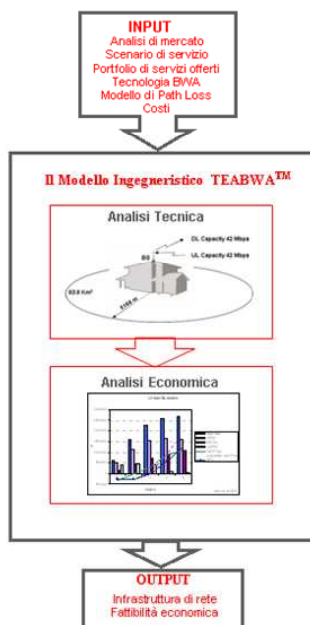 INPUT
Analisi di mercato
Scenario di servizio
Portfolio di servizi offerti
Tecnologia BWA
Modello di Path Loss
Costi
Il Modello Ingegneristico TEABWA™
Analisi Tecnica
DL Capacity 42 Mbps
UL Capacity 42 Mbps
BS
Analisi Economica
OUTPUT
Infrastruttura di rete
Fattibilità economica